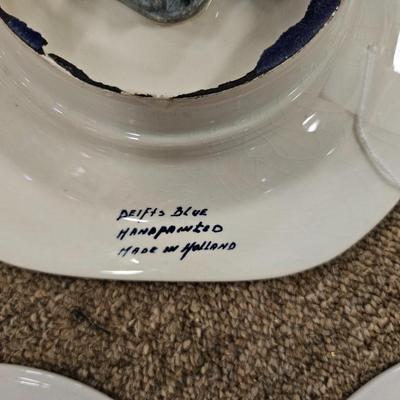 Delfts Blue
Handpainted
Made in Holland